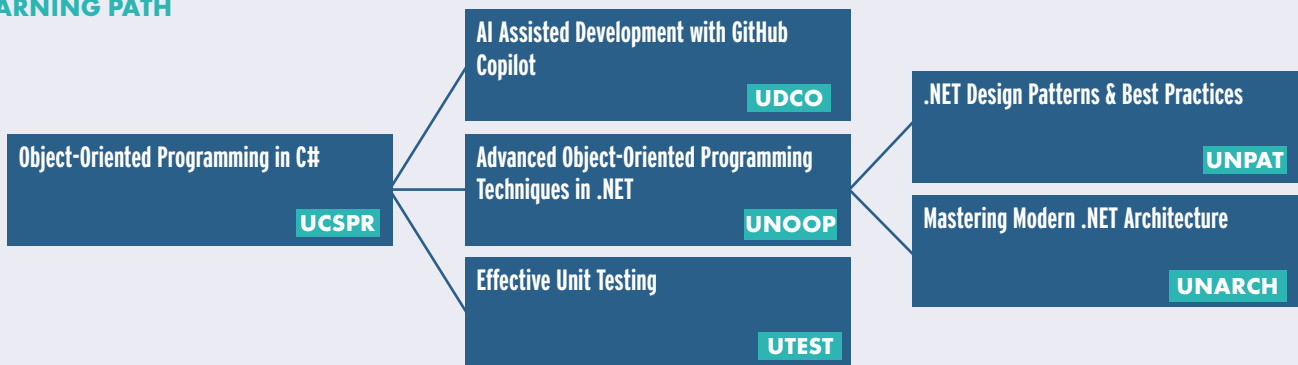 ARNING PATH
AI Assisted Development with GitHub
Copilot
UDCO
.NET Design Patterns & Best Practices
UNPAT
Object-Oriented Programming in C#
UCSPR
Advanced Object-Oriented Programming
Techniques in .NET
UNOOP
Mastering Modern .NET Architecture
UNARCH
Effective Unit Testing
UTEST